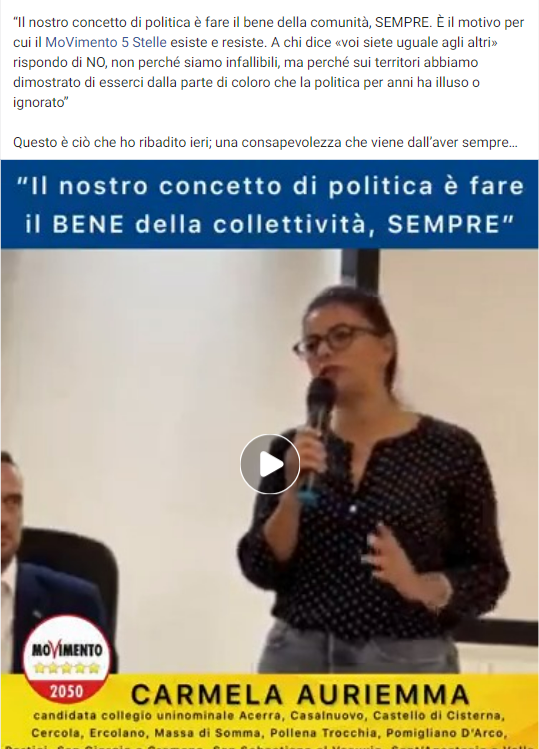 “Il nostro concetto di politica è fare il bene della comunità, SEMPRE. È il motivo per
cui il MoVimento 5 Stelle esiste e resiste. A chi dice «voi siete uguale agli altri»
rispondo di NO, non perché siamo infallibili, ma perché sui territori abbiamo
dimostrato di esserci dalla parte di coloro che la politica per anni ha illuso o
ignorato”
Questo è ciò che ho ribadito ieri; una consapevolezza che viene dall’aver sempre...
"Il nostro concetto di politica è fare
il BENE della collettività, SEMPRE"
MOVIMENTO
2050
CARMELA AURIEMMA
candidata collegio uninominale Acerra, Casalnuovo, Castello di Cisterna,
Cercola, Ercolano, Massa di Somma, Pollena Trocchia, Pomigliano D'Arco,